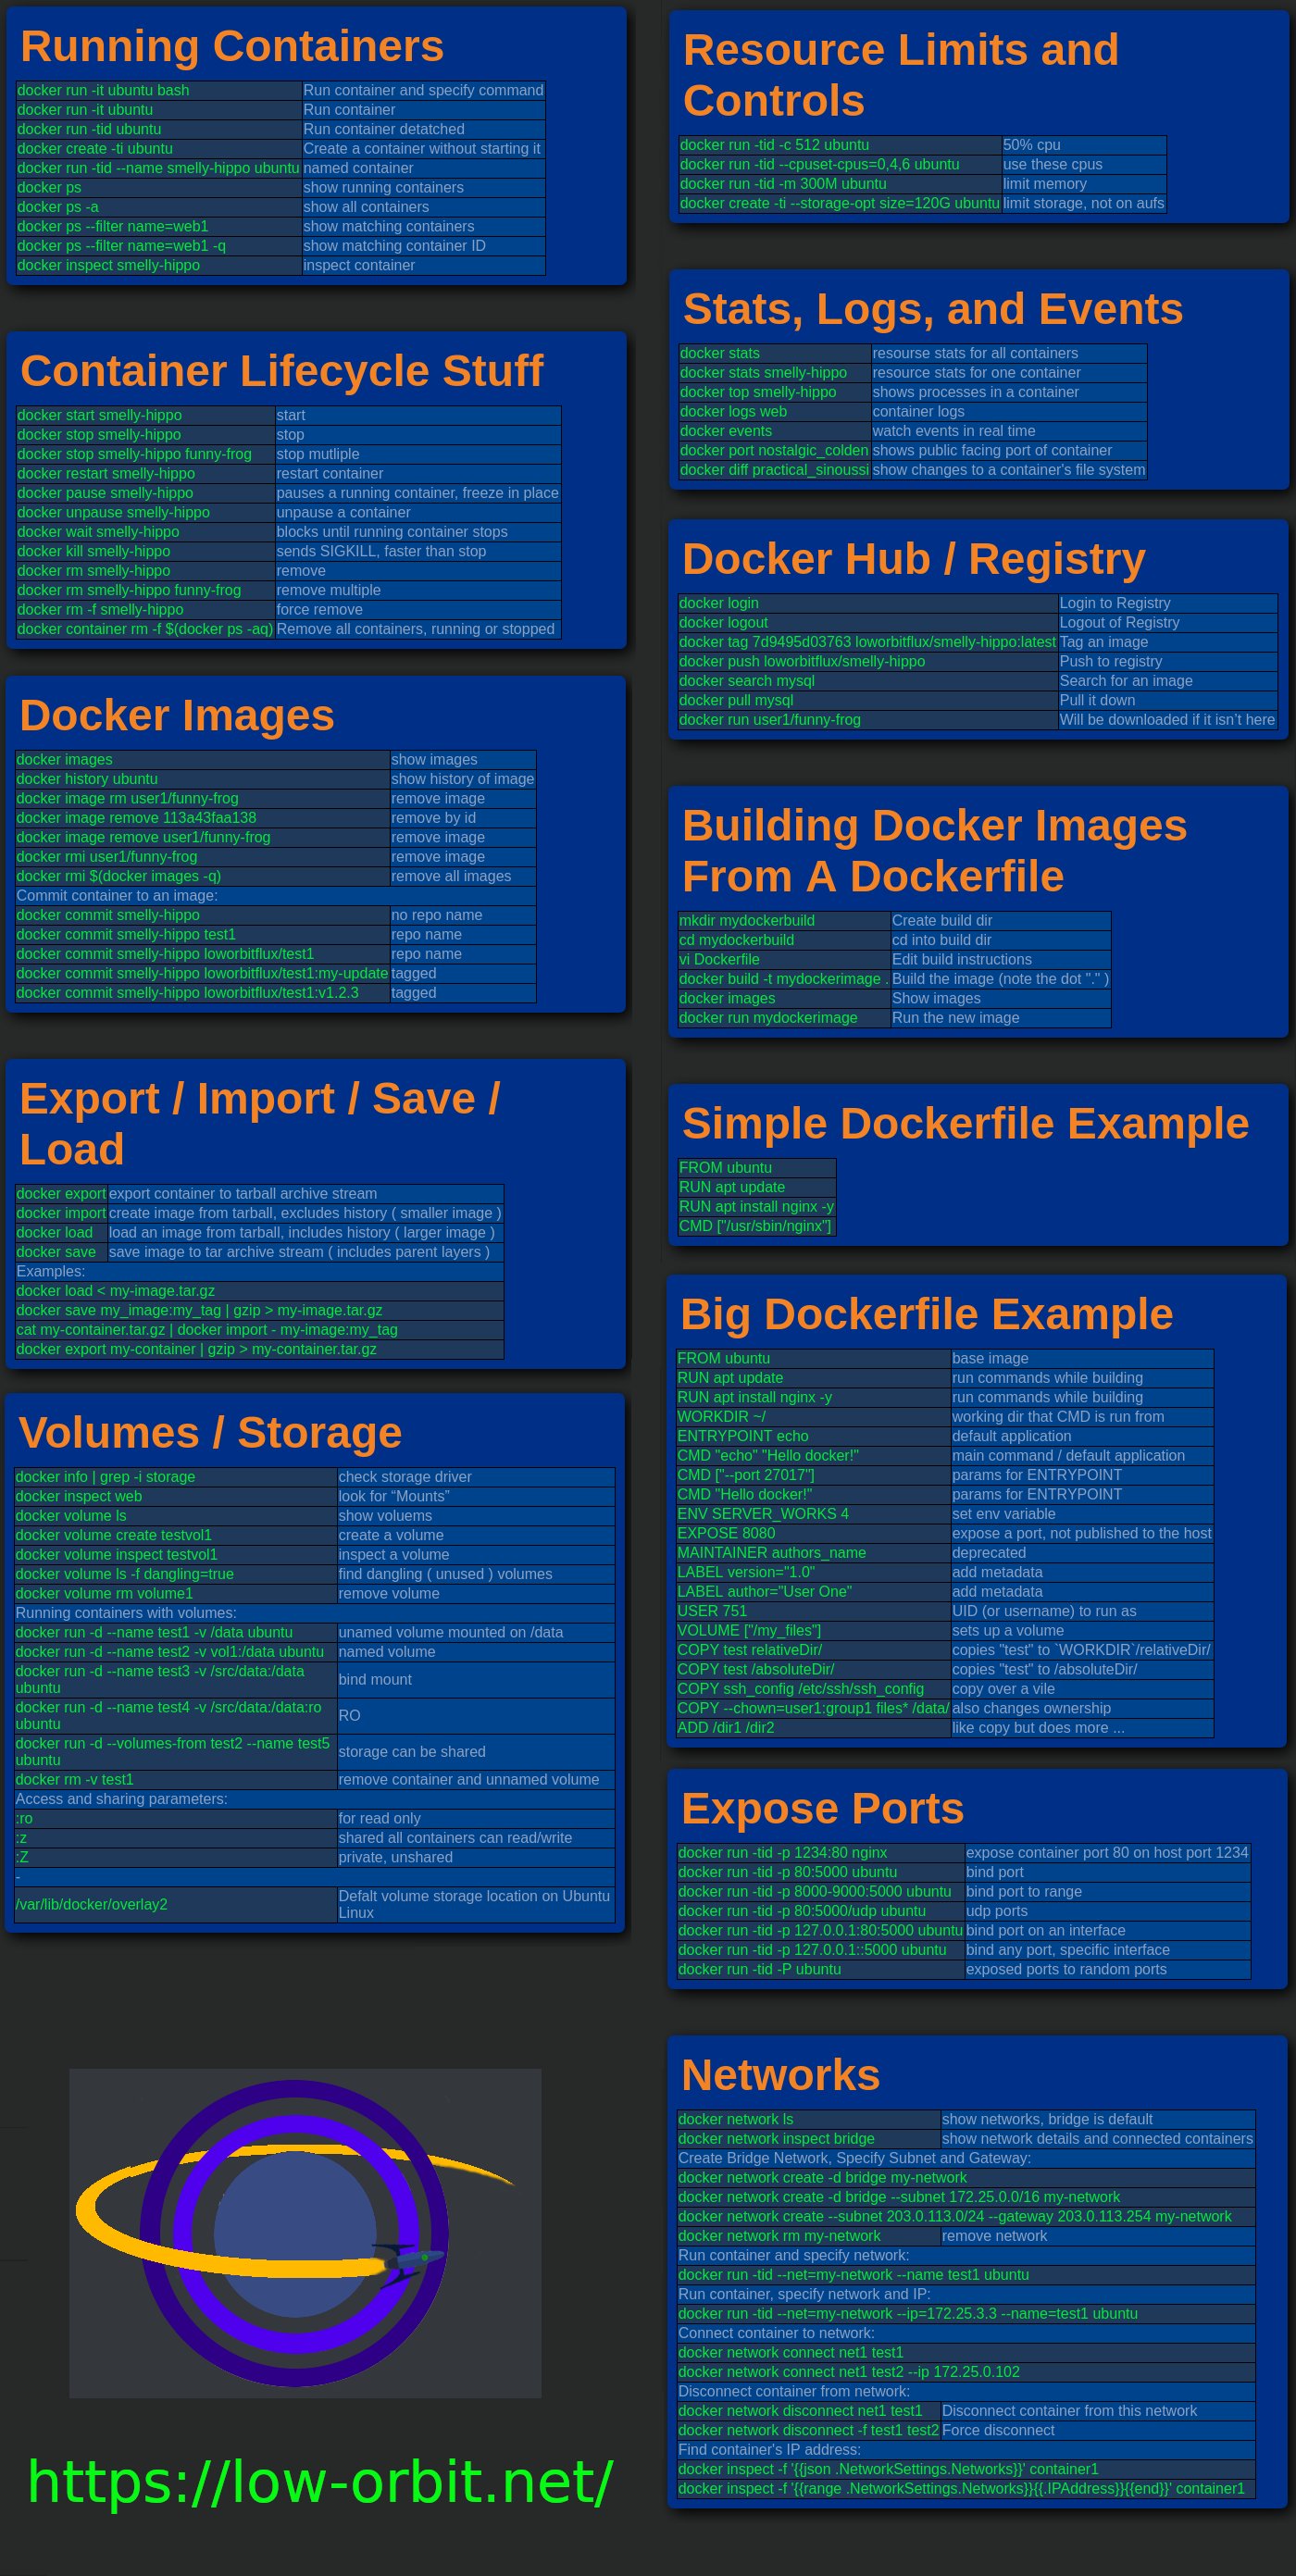 Running Containers
docker run -it ubuntu bash Run container and specify command
docker run -it ubuntu Run container
docker run -tid ubuntu Run container detatched
docker create -ti ubuntu Create a container without starting it
docker run -tid --name smelly-hippo ubuntu named container
docker ps show running containers
docker ps -a show all containers
docker ps --filter name=web1 show matching containers
docker ps --filter name=web1 -q show matching container ID
docker inspect smelly-hippo inspect container
Container Lifecycle Stuff
docker start smelly-hippo start
docker stop smelly-hippo stop
docker stop smelly-hippo funny-frog stop mutliple
docker restart smelly-hippo restart container
docker pause smelly-hippo pauses a running container, freeze in place
docker unpause smelly-hippo unpause a container
docker wait smelly-hippo blocks until running container stops
docker kill smelly-hippo sends SIGKILL, faster than stop
docker rm smelly-hippo remove
docker rm smelly-hippo funny-frog remove multiple
docker rm -f smelly-hippo force remove
docker container rm -f $(docker ps -aq) Remove all containers, running or stopped
Docker Images
docker images show images
docker history ubuntu show history of image
docker image rm user1/funny-frog remove image
docker image remove 113a43faa138 remove by id
docker image remove user1/funny-frog remove image
docker rmi user1/funny-frog remove image
docker rmi $(docker images -q) remove all images
Commit container to an image:
docker commit smelly-hippo no repo name
docker commit smelly-hippo test1 repo name
docker commit smelly-hippo loworbitflux/test1 repo name
docker commit smelly-hippo loworbitflux/test1:my-update tagged
docker commit smelly-hippo loworbitflux/test1:v1.2.3 tagged
Export / Import / Save /
Load
docker export export container to tarball archive stream
docker import create image from tarball, excludes history ( smaller image )
docker load load an image from tarball, includes history ( larger image )
docker save save image to tar archive stream ( includes parent layers )
Examples:
docker load < my-image.tar.gz
docker save my_image:my_tag | gzip > my-image.tar.gz
cat my-container.tar.gz | docker import - my-image:my_tag
docker export my-container | gzip > my-container.tar.gz
Volumes / Storage
docker info | grep -i storage check storage driver
docker inspect web look for “Mounts”
docker volume ls show voluems
docker volume create testvol1 create a volume
docker volume inspect testvol1 inspect a volume
docker volume ls -f dangling=true find dangling ( unused ) volumes
docker volume rm volume1 remove volume
Running containers with volumes:
docker run -d --name test1 -v /data ubuntu unamed volume mounted on /data
docker run -d --name test2 -v vol1:/data ubuntu named volume
docker run -d --name test3 -v /src/data:/data
ubuntu bind mount
docker run -d --name test4 -v /src/data:/data:ro
ubuntu RO
docker run -d --volumes-from test2 --name test5
ubuntu storage can be shared
docker rm -v test1 remove container and unnamed volume
Access and sharing parameters:
:ro for read only
:z shared all containers can read/write
:Z private, unshared
-
/var/lib/docker/overlay2 Defalt volume storage location on Ubuntu
Linux
https://low-orbit.net/
Resource Limits and
Controls
docker run -tid -c 512 ubuntu 50% cpu
docker run -tid --cpuset-cpus=0,4,6 ubuntu use these cpus
docker run -tid -m 300M ubuntu limit memory
docker create -ti --storage-opt size=120G ubuntu limit storage, not on aufs
Stats, Logs, and Events
docker stats resourse stats for all containers
docker stats smelly-hippo resource stats for one container
docker top smelly-hippo shows processes in a container
docker logs web container logs
docker events watch events in real time
docker port nostalgic_colden shows public facing port of container
docker diff practical_sinoussi show changes to a container's file system
Docker Hub / Registry
docker login Login to Registry
docker logout Logout of Registry
docker tag 7d9495d03763 loworbitflux/smelly-hippo:latest Tag an image
docker push loworbitflux/smelly-hippo Push to registry
docker search mysql Search for an image
docker pull mysql Pull it down
docker run user1/funny-frog Will be downloaded if it isn’t here
Building Docker Images
From A Dockerfile
mkdir mydockerbuild Create build dir
cd mydockerbuild cd into build dir
vi Dockerfile Edit build instructions
docker build -t mydockerimage . Build the image (note the dot "." )
docker images Show images
docker run mydockerimage Run the new image
Simple Dockerfile Example
FROM ubuntu
RUN apt update
RUN apt install nginx -y
CMD ["/usr/sbin/nginx"]
Big Dockerfile Example
FROM ubuntu base image
RUN apt update run commands while building
RUN apt install nginx -y run commands while building
WORKDIR ~/ working dir that CMD is run from
ENTRYPOINT echo default application
CMD "echo" "Hello docker!" main command / default application
CMD ["--port 27017"] params for ENTRYPOINT
CMD "Hello docker!" params for ENTRYPOINT
ENV SERVER_WORKS 4 set env variable
EXPOSE 8080 expose a port, not published to the host
MAINTAINER authors_name deprecated
LABEL version="1.0" add metadata
LABEL author="User One" add metadata
USER 751 UID (or username) to run as
VOLUME ["/my_files"] sets up a volume
COPY test relativeDir/ copies "test" to `WORKDIR`/relativeDir/
COPY test /absoluteDir/ copies "test" to /absoluteDir/
COPY ssh_config /etc/ssh/ssh_config copy over a vile
COPY --chown=user1:group1 files* /data/ also changes ownership
ADD /dir1 /dir2 like copy but does more ...
Expose Ports
docker run -tid -p 1234:80 nginx expose container port 80 on host port 1234
docker run -tid -p 80:5000 ubuntu bind port
docker run -tid -p 8000-9000:5000 ubuntu bind port to range
docker run -tid -p 80:5000/udp ubuntu udp ports
docker run -tid -p 127.0.0.1:80:5000 ubuntu bind port on an interface
docker run -tid -p 127.0.0.1::5000 ubuntu bind any port, specific interface
docker run -tid -P ubuntu exposed ports to random ports
Networks
docker network ls show networks, bridge is default
docker network inspect bridge show network details and connected containers
Create Bridge Network, Specify Subnet and Gateway:
docker network create -d bridge my-network
docker network create -d bridge --subnet 172.25.0.0/16 my-network
docker network create --subnet 203.0.113.0/24 --gateway 203.0.113.254 my-network
docker network rm my-network remove network
Run container and specify network:
docker run -tid --net=my-network --name test1 ubuntu
Run container, specify network and IP:
docker run -tid --net=my-network --ip=172.25.3.3 --name=test1 ubuntu
Connect container to network:
docker network connect net1 test1
docker network connect net1 test2 --ip 172.25.0.102
Disconnect container from network:
docker network disconnect net1 test1 Disconnect container from this network
docker network disconnect -f test1 test2 Force disconnect
Find container's IP address:
docker inspect -f '{{json .NetworkSettings.Networks}}' container1
docker inspect -f '{{range .NetworkSettings.Networks}}{{.IPAddress}}{{end}}' container1